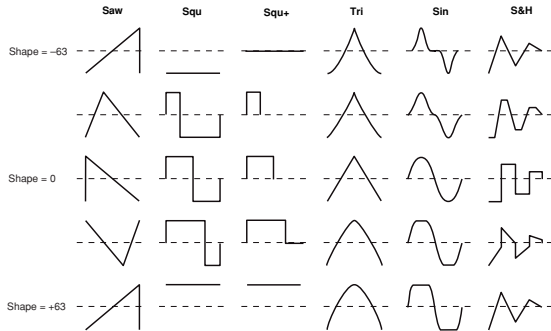 Saw Squ Squ+ Tri Sin S&H
Shape = −63
Shape = 0
Shape = +63